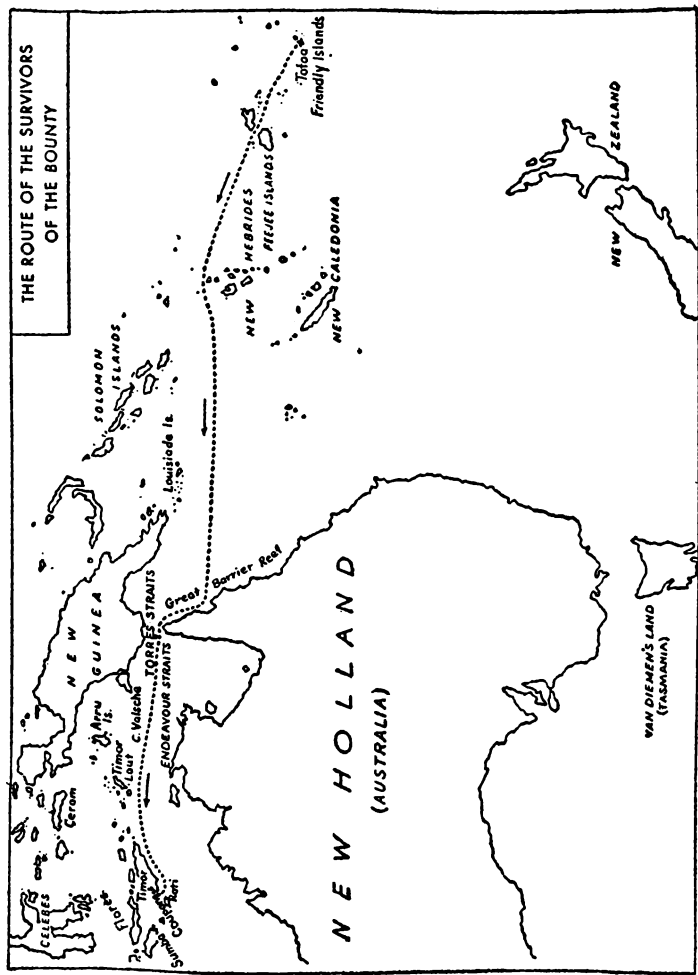 THE ROUTE OF THE SURVIVORS
OF THE BOUNTY
CELEBES
Ceram
NEW
GUINEA
SOLOMON
ISLANDS
Arru
Is.
Timor
Laut
Flores
Timor
Sumba
Roti
C. Valsche
TORRES STRAITS
ENDEAVOUR STRAITS
Louisiade Is.
Great Barrier Reaf
NEW HEBRIDES
FEEJEE ISLANDS
Tofoa
Friendly Islands
NEW CALEDONIA
NEW HOLLAND
(AUSTRALIA)
VAN DIEMEN'S LAND
(TASMANIA)
NEW ZEALAND